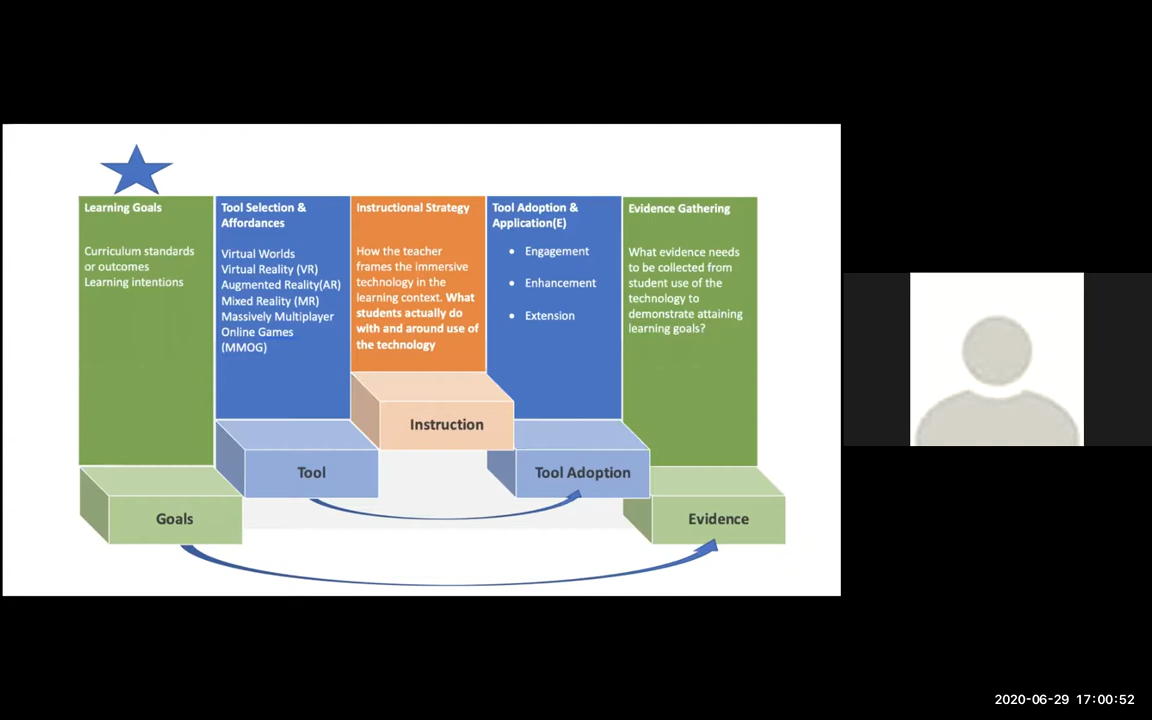 Learning Goals
Curriculum standards
or outcomes
Learning intentions
Tool Selection &
Affordances
Virtual Worlds
Virtual Reality (VR)
Augmented Reality(AR)
Mixed Reality (MR)
Massively Multiplayer
Online Games
(MMOG)
Instructional Strategy
How the teacher
frames the immersive
technology in the
learning context. What
students actually do
with and around use of
the technology
Tool Adoption &
Application(E)
• Engagement
• Enhancement
• Extension
Evidence Gathering
What evidence needs
to be collected from
student use of the
technology to
demonstrate attaining
learning goals?
Goals
Tool
Instruction
Tool Adoption
Evidence
2020-06-29 17:00:52